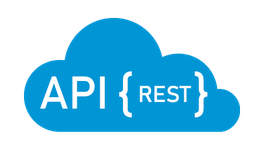 API { REST }